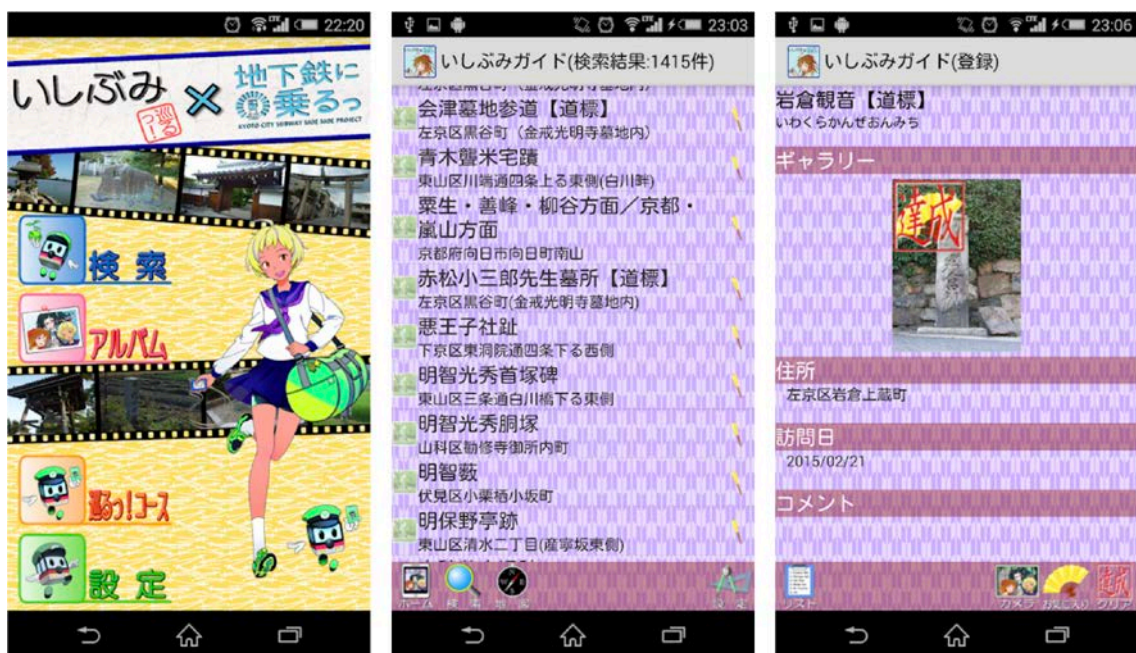 22:20
いしぶみ
巡るっ!
×
地下鉄に
乗るっ
KYOTO CITY SUBWAY RIDE RIDE PROJECT
検索
アルバム
巡るっ!コース
設定
23:03
いしぶみガイド(検索結果:1415件)
会津墓地参道【道標】
左京区黒谷町(金戒光明寺墓地内)
青木聾米宅蹟
東山区川端通四条上る東側(白川畔)
粟生・善峰・柳谷方面／京都・
嵐山方面
京都府向日市向日町南山
赤松小三郎先生墓所【道標】
左京区黒谷町(金戒光明寺墓地内)
悪王子社趾
下京区東洞院通四条下る西側
明智光秀首塚碑
東山区三条通白川橋下る東側
明智光秀胴塚
山科区勧修寺御所内町
明智藪
伏見区小栗栖小坂町
明保野亭跡
東山区清水二丁目(産寧坂東側)
ホーム
検索
地図
設定
23:06
いしぶみガイド(登録)
岩倉観音【道標】
いわくらかんぜおんみち
ギャラリー
達成
住所
左京区岩倉上蔵町
訪問日
2015/02/21
コメント
リスト
カメラ
お気に入り
クリア